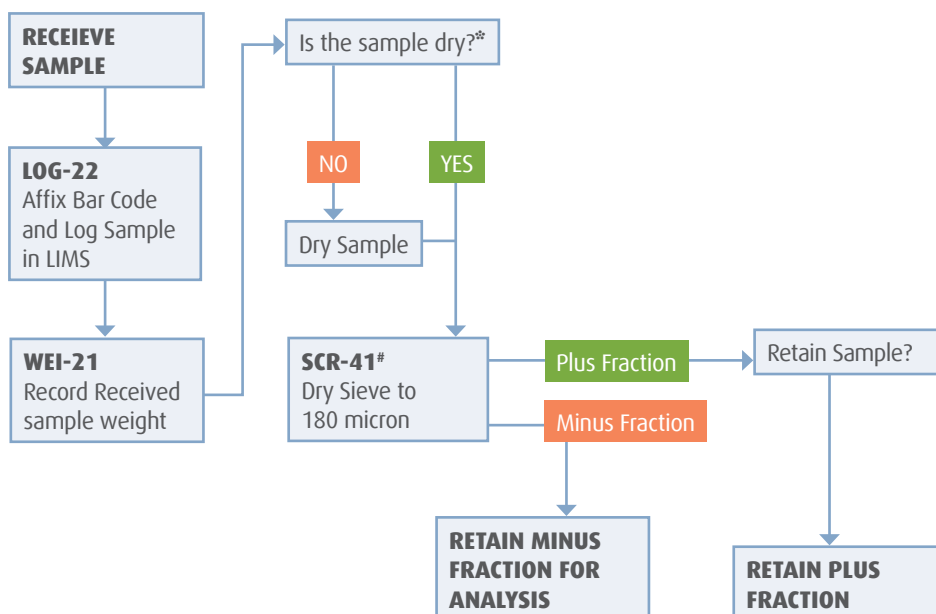 RECEIEVE
SAMPLE
LOG-22
Affix Bar Code
and Log Sample
in LIMS
WEI-21
Record Received
sample weight
Is the sample dry?*
NO
YES
Dry Sample
SCR-41#
Dry Sieve to
180 micron
Plus Fraction
Minus Fraction
Retain Sample?
RETAIN MINUS
FRACTION FOR
ANALYSIS
RETAIN PLUS
FRACTION